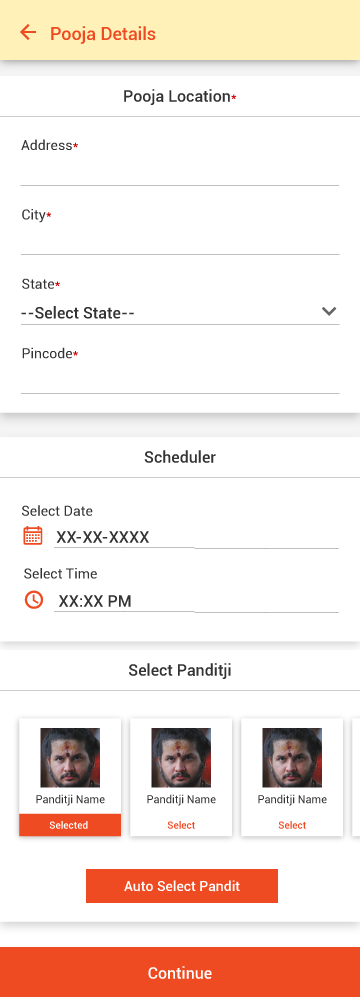 Pooja Details
Pooja Location*
Address*
City*
State*
--Select State--
Pincode*
Scheduler
Select Date
XX-XX-XXXX
Select Time
XX:XX PM
Select Panditji
Panditji Name Panditji Name Panditji Name
Selected Select Select
Auto Select Pandit
Continue